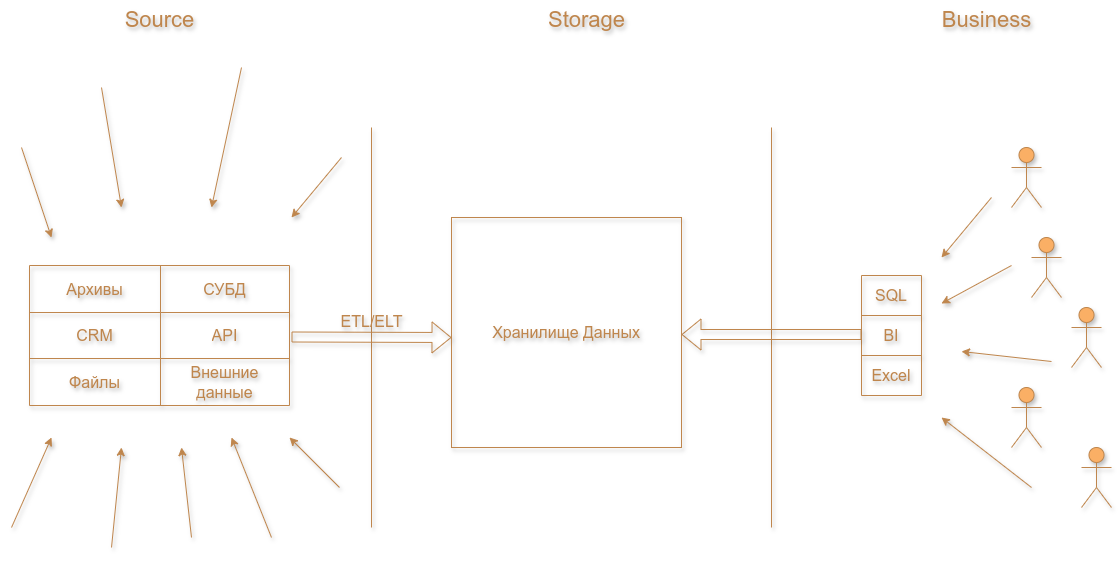 Source
Storage
Business
Архивы
СУБД
CRM
API
Файлы
Внешние
данные
ETL/ELT
Хранилище Данных
SQL
BI
Excel